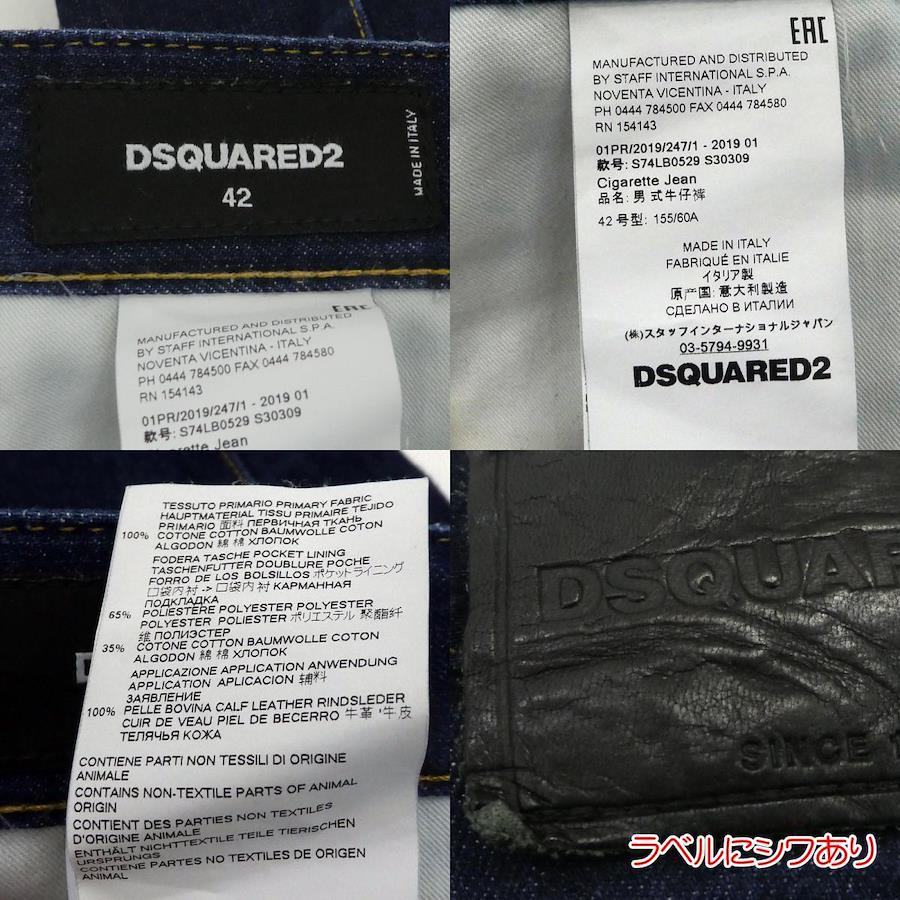 DSQUARED2
42
MADE IN ITALY
EAC
MANUFACTURED AND DISTRIBUTED
BY STAFF INTERNATIONAL S.P.A.
NOVENTA VICENTINA - ITALY
PH 0444 784500 FAX 0444 784580
RN 154143
01PR/2019/247/1 - 2019 01
款号: S74LB0529 S30309
Cigarette Jean
EAC
MANUFACTURED AND DISTRIBUTED
BY STAFF INTERNATIONAL S.P.A.
NOVENTA VICENTINA - ITALY
PH 0444 784500 FAX 0444 784580
RN 154143
01PR/2019/247/1 - 2019 01
款号: S74LB0529 S30309
Cigarette Jean
品名: 男式牛仔裤
42 号型: 155/60A
MADE IN ITALY
FABRIQUÉ EN ITALIE
イタリア製
原产国: 意大利製造
СДЕЛАНО В ИТАЛИИ
(株)スタッフインターナショナルジャパン
03-5794-9931
DSQUARED2
D
TESSUTO PRIMARIO PRIMARY FABRIC
HAUPTMATERIAL TISSU PRIMAIRE TEJIDO
PRIMARIO 面料 ПЕРВИЧНАЯ ТКАНЬ
100% COTONE COTTON BAUMWOLLE COTON
ALGODON 綿 棉 ХЛОПОК
FODERA TASCHE POCKET LINING
TASCHENFUTTER DOUBLURE POCHE
FORRO DE LOS BOLSILLOS ポケットライニング
口袋内衬 -> 口袋内衬 КАРМАННАЯ
ПОДКЛАДКА
65% POLIESTERE POLYESTER POLYESTER
POLYESTER POLIESTER ポリエステル 聚酯纤
维 ПОЛИЭСТЕР
35% COTONE COTTON BAUMWOLLE COTON
ALGODON 綿 棉 ХЛОПОК
APPLICAZIONE APPLICATION ANWENDUNG
APPLICATION APLICACION 辅料
ЗАЯВЛЕНИЕ
100% PELLE BOVINA CALF LEATHER RINDSLEDER
CUIR DE VEAU PIEL DE BECERRO 牛革 '牛皮
ТЕЛЯЧЬЯ КОЖА
CONTIENE PARTI NON TESSILI DI ORIGINE
ANIMALE
CONTAINS NON-TEXTILE PARTS OF ANIMAL
ORIGIN
CONTIENT DES PARTIES NON TEXTILES
D'ORIGINE ANIMALE
ENTHÄLT NICHTTEXTILE TEILE TIERISCHEN
URSPRUNGS
CONTIENE PARTES NO TEXTILES DE ORIGEN
ANIMAL
DSQUAR
SINCE 1
ラベルにシワあり